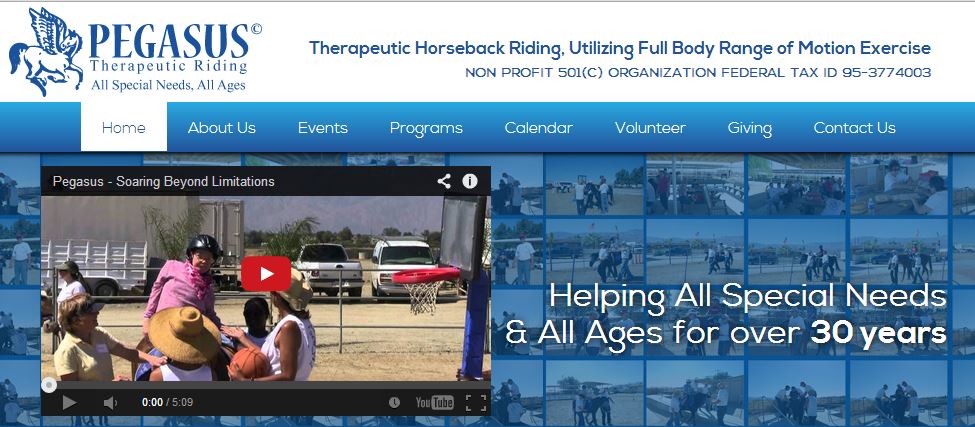 PEGASUS©
Therapeutic Riding
All Special Needs, All Ages
Therapeutic Horseback Riding, Utilizing Full Body Range of Motion Exercise
NON PROFIT 501(C) ORGANIZATION FEDERAL TAX ID 95-3774003
Home About Us Events Programs Calendar Volunteer Giving Contact Us
Pegasus - Soaring Beyond Limitations
Helping All Special Needs
& All Ages for over 30 years
0:00 / 5:09
YouTube